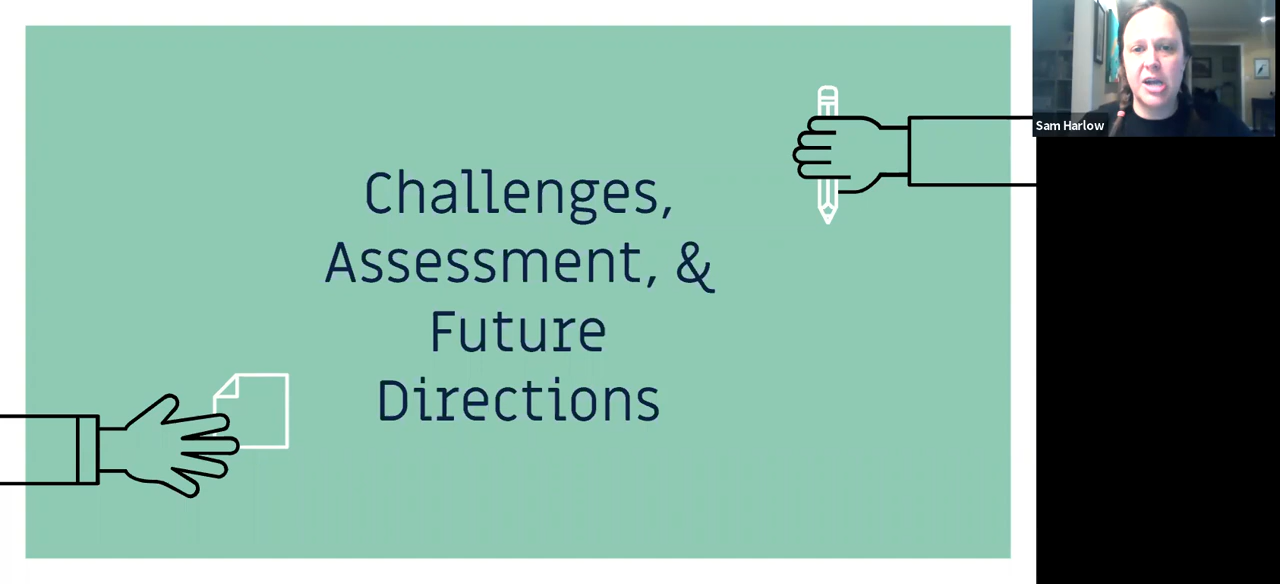 Challenges,
Assessment, &
Future
Directions
Sam Harlow